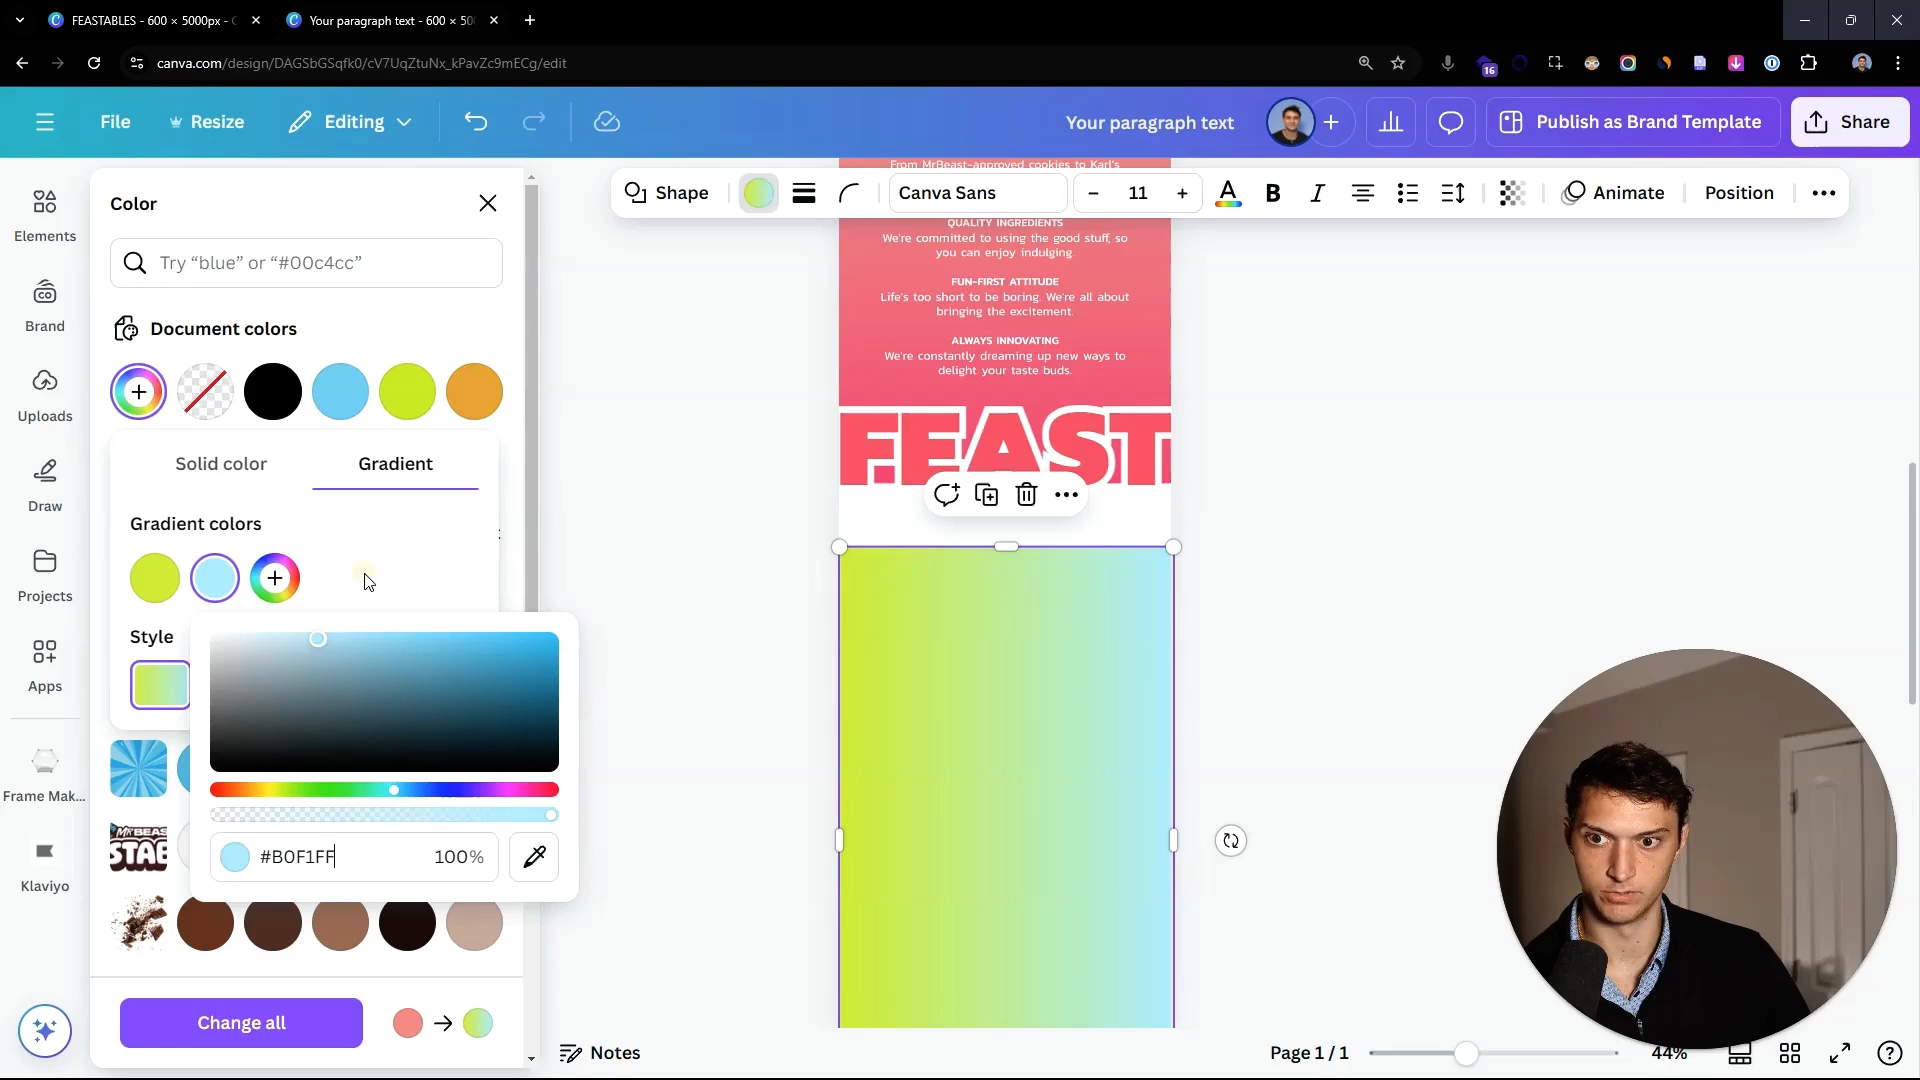 FEASTABLES - 600 × 5000px - C
Your paragraph text - 600 × 50
canva.com/design/DAGSbGSqfk0/cV7UqZtuNx_kPavZc9mECg/edit
16
File
Resize
Editing
Your paragraph text
Publish as Brand Template
Share
Elements
Brand
Uploads
Draw
Projects
Apps
Frame Mak...
Klaviyo
Color
Try “blue” or “#00c4cc”
Document colors
Solid color
Gradient
Gradient colors
Style
#B0F1FF
100%
Change all
Shape
Canva Sans
– 11 +
A
B
I
Animate
Position
From MrBeast-approved cookies to Karl's
QUALITY INGREDIENTS
We're committed to using the good stuff, so
you can enjoy indulging
FUN-FIRST ATTITUDE
Life's too short to be boring. We're all about
bringing the excitement.
ALWAYS INNOVATING
We're constantly dreaming up new ways to
delight your taste buds.
FEAST
Notes
Page 1 / 1
44%